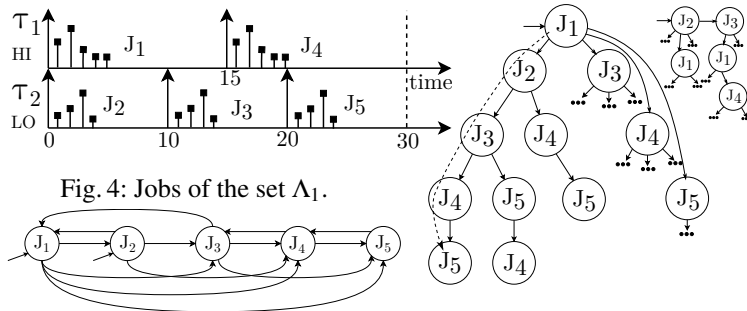 τ1 HI J1 J4
15 time
τ2 LO J2 J3 J5
0 10 20 30
Fig. 4: Jobs of the set Λ1.
J1 J2 J3 J4 J5
J1
J2 J3
J3 J4 J4
J4 J5 J5 J5
J5 J4
J2 J3
J1 J1
J4